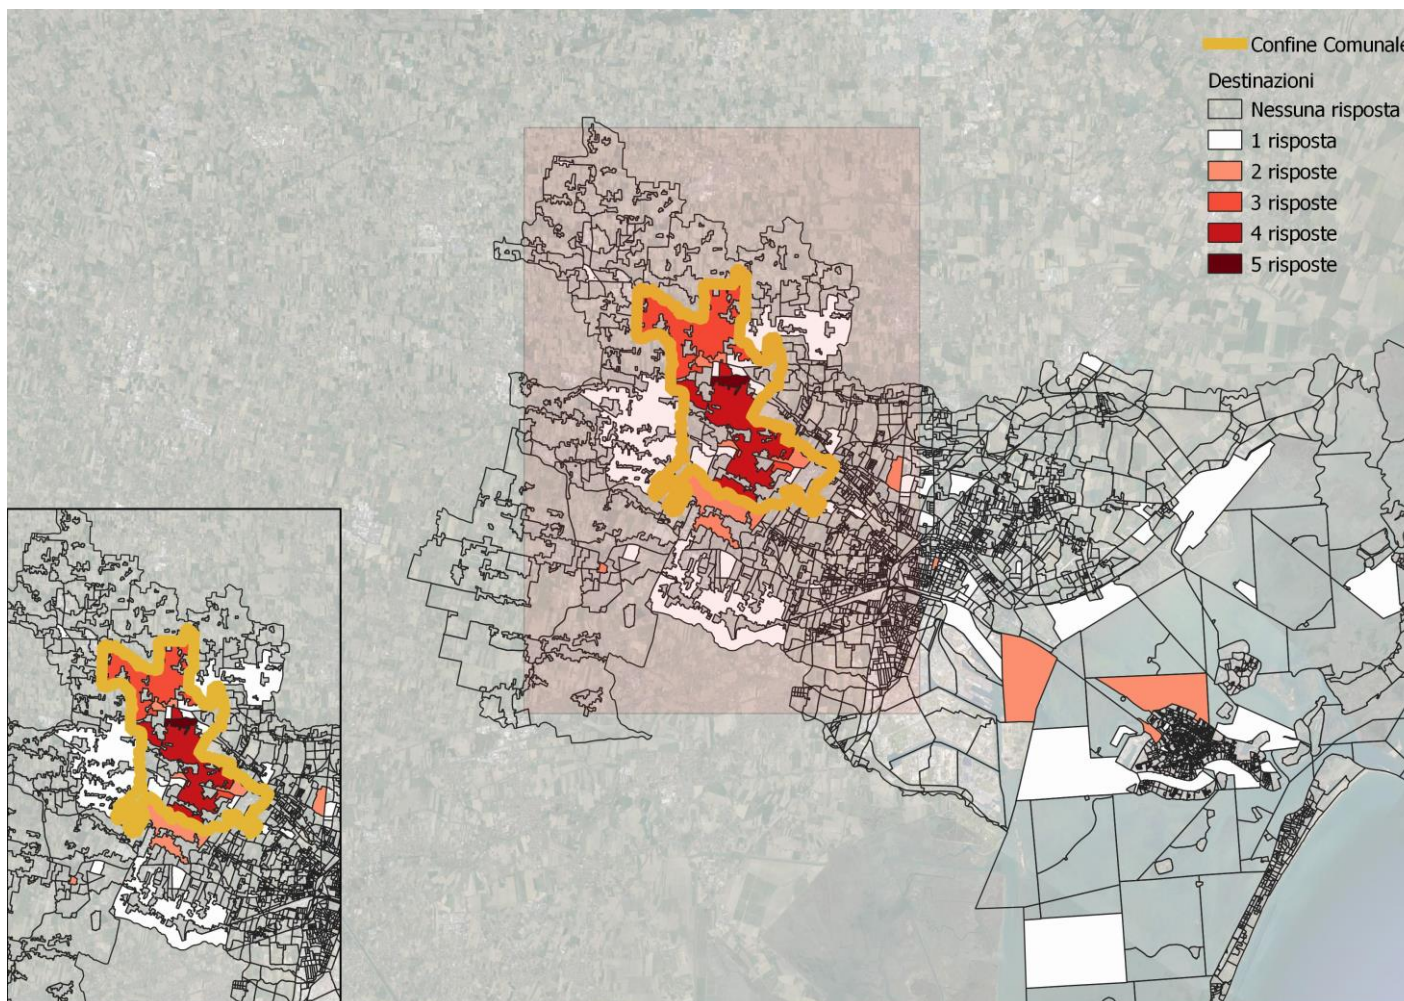 Confine Comunale
Destinazioni
Nessuna risposta
1 risposta
2 risposte
3 risposte
4 risposte
5 risposte